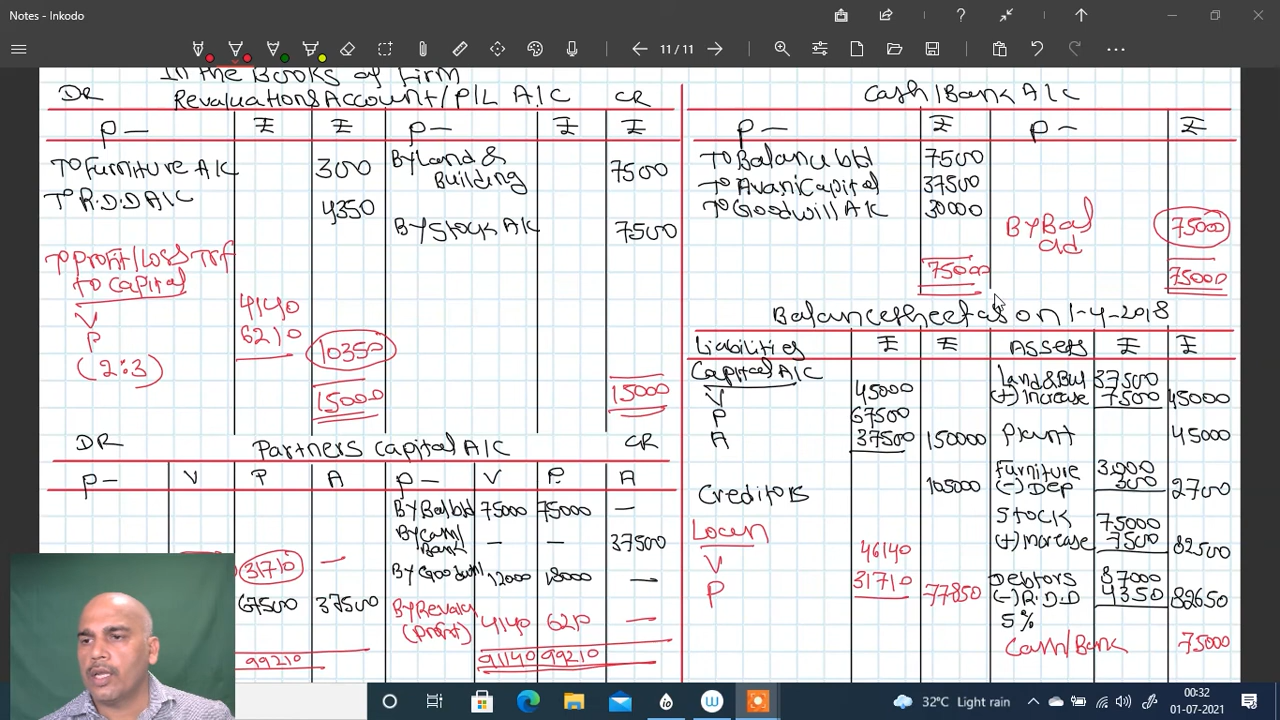 Notes - Inkodo
11/11
In the Books of Firm
DR Revaluations Account/P/L A/C CR
P— ₹ ₹ P— ₹ ₹
To Furniture A/C 300 By Land & Building 7500
To R.D.D A/C 4350
By Stock A/C 7500
To Profit/Loss Trf
to Capital
V 4140
P 6210 10350
(2:3)
15000 15000
DR Partners Capital A/C CR
P— V P A P— V P A
By Bal b/d 75000 75000 —
By Cash/Bank — — 37500
31710 — By Goodwill 12000 18000 —
67500 37500 By Revalu (Profit) 4140 6210 —
99210 91140 99210
Cash/Bank A/C
P— ₹ P— ₹
To Balance b/d 7500
To Avani Capital 37500
To Goodwill A/C 30000 By Bal c/d 75000
75000 75000
Balance sheet as on 1-4-2018
Liabilities ₹ ₹ Assets ₹ ₹
Capital A/C Land & Bul 37500
V 45000 (+) Increase 7500 45000
P 67500
A 37500 150000 Plant 45000
Furniture 3000
Creditors 105000 (-) Dep 300 2700
Stock 75000
Loan (+) Increase 7500 82500
V 46140
P 31710 77850 Debtors 87000
(-) R.D.D 4350 82650
5%
Cash/Bank 75000
32°C Light rain
00:32
01-07-2021